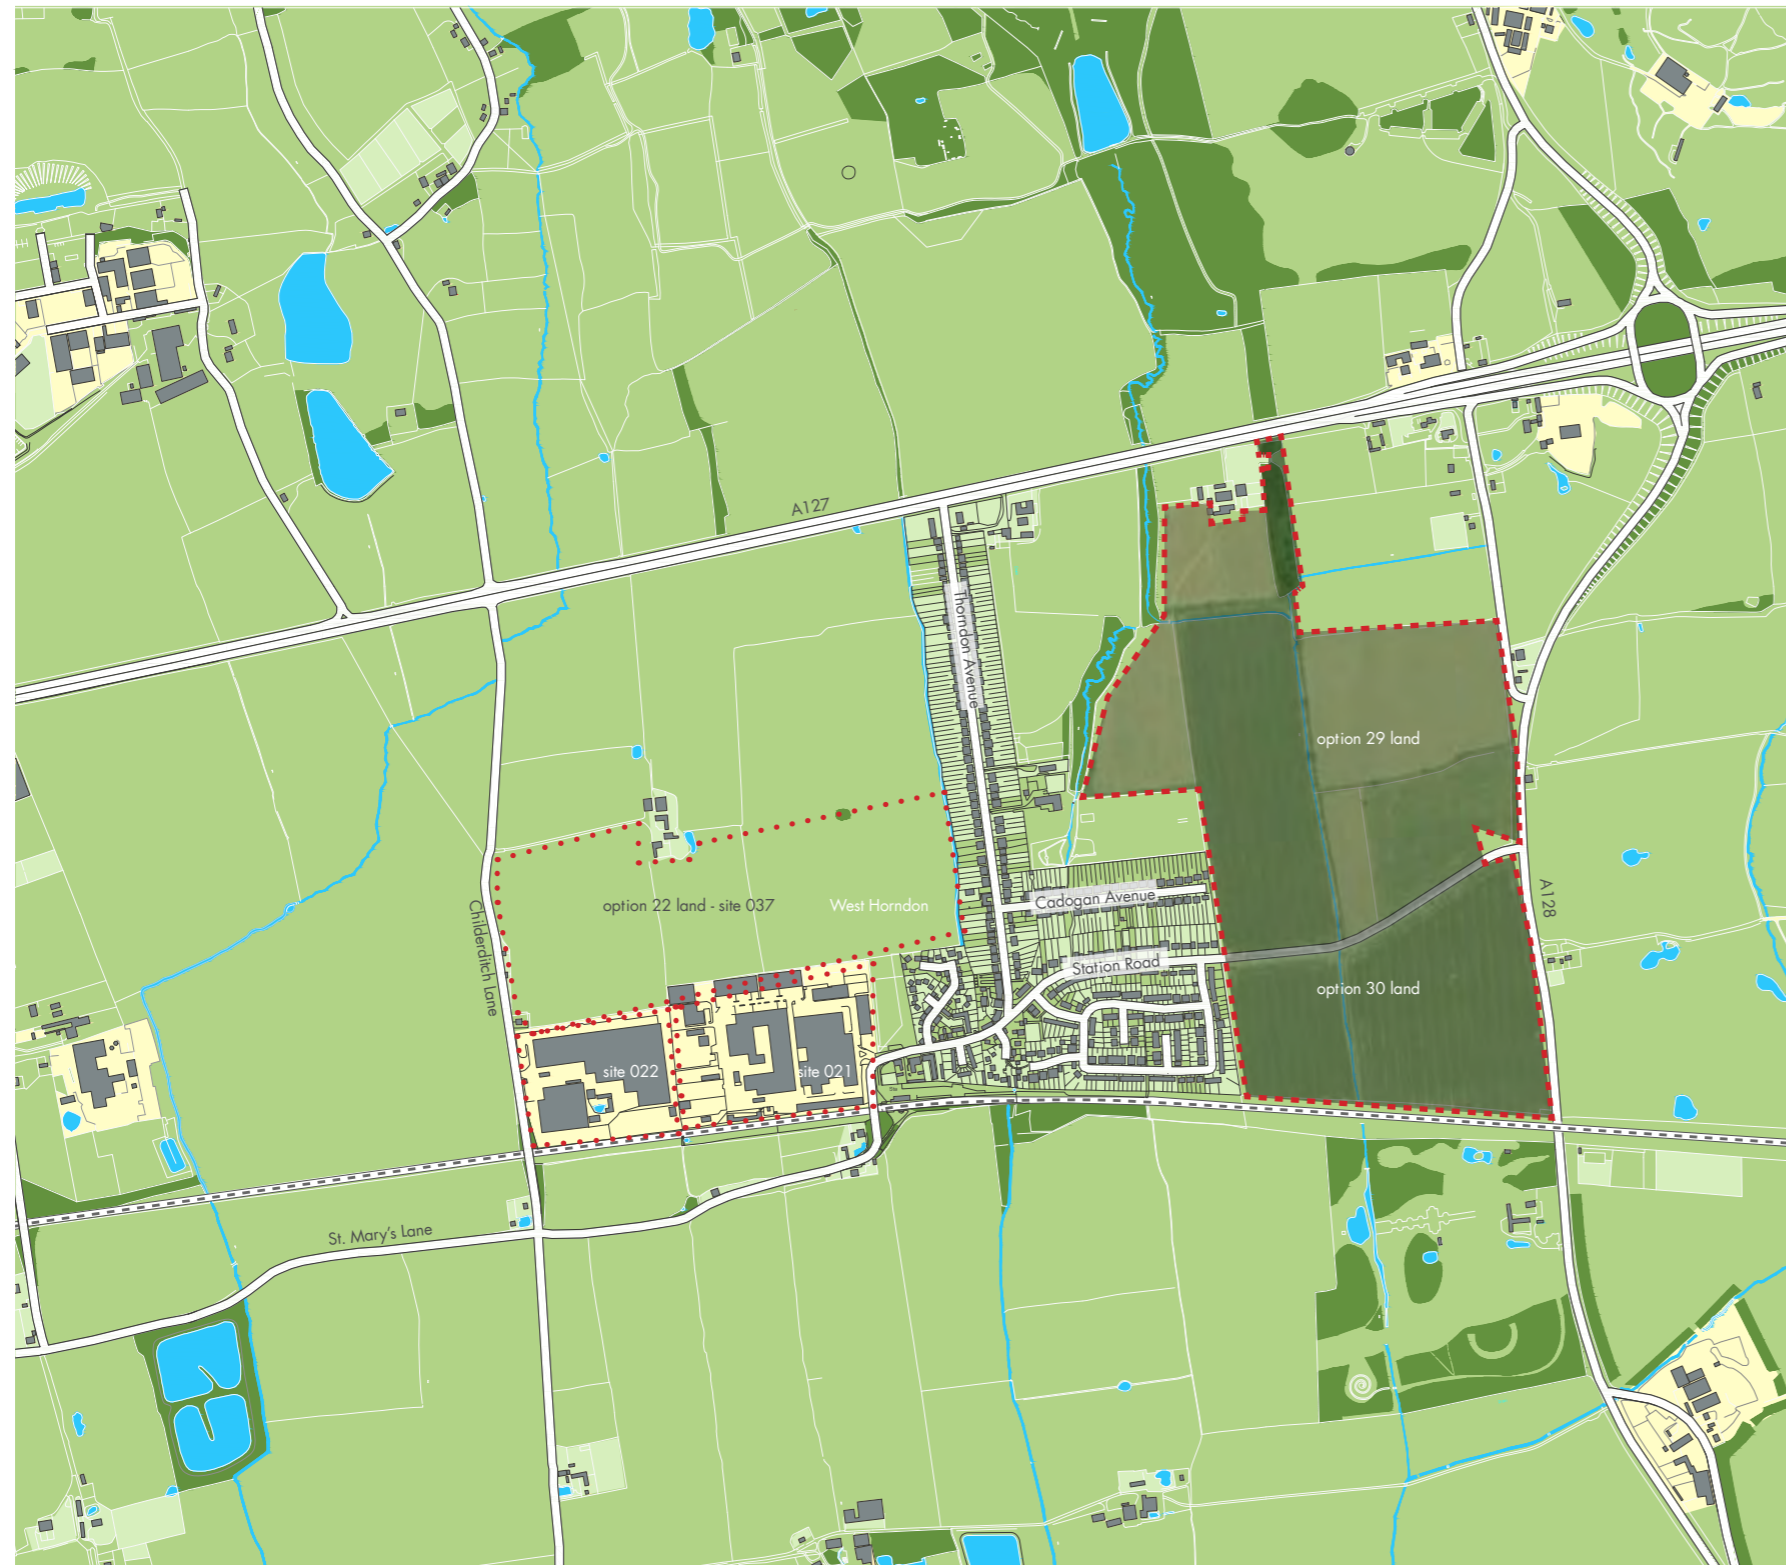 A127
Thorndon Avenue
option 29 land
option 22 land - site 037
West Horndon
Cadogan Avenue
A128
Childerditch Lane
Station Road
option 30 land
site 022
site 021
St. Mary's Lane